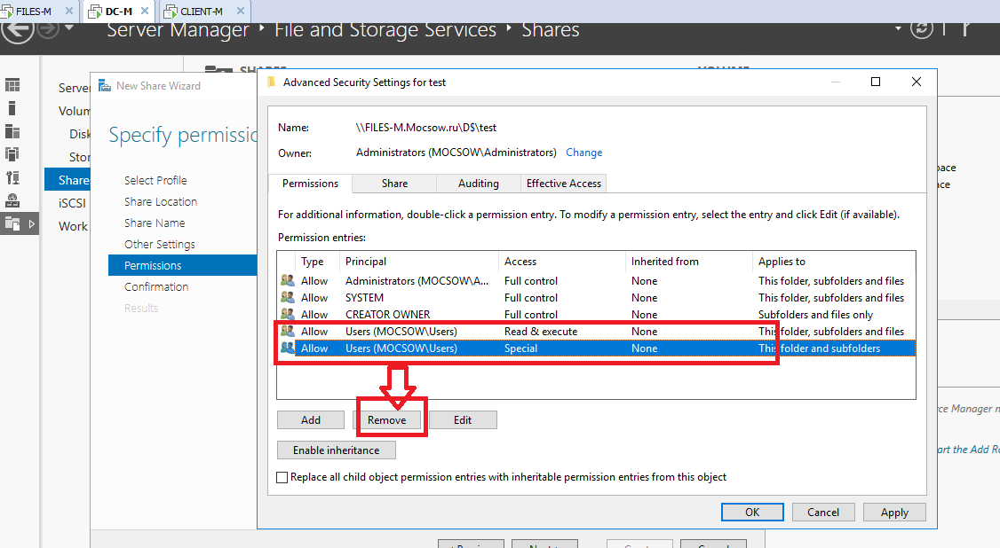 FILES-M DC-M CLIENT-M
Server Manager File and Storage Services Shares
SHARES
VOLUME
Server
Volum
Disk
Stor
Shares
iSCSI
Work
New Share Wizard
Specify permissic
Select Profile
Share Location
Share Name
Other Settings
Permissions
Confirmation
Results
Advanced Security Settings for test
Name: \\FILES-M.Mocsow.ru\D$\test
Owner: Administrators (MOCSOW\Administrators) Change
Permissions Share Auditing Effective Access
For additional information, double-click a permission entry. To modify a permission entry, select the entry and click Edit (if available).
Permission entries:
Type Principal Access Inherited from Applies to
Allow Administrators (MOCSOW\A... Full control None This folder, subfolders and files
Allow SYSTEM Full control None This folder, subfolders and files
Allow CREATOR OWNER Full control None Subfolders and files only
Allow Users (MOCSOW\Users) Read & execute None This folder, subfolders and files
Allow Users (MOCSOW\Users) Special None This folder and subfolders
Add Remove Edit
Enable inheritance
Replace all child object permission entries with inheritable permission entries from this object
OK Cancel Apply
pace
ce
rce Manager n
art the Add Ro